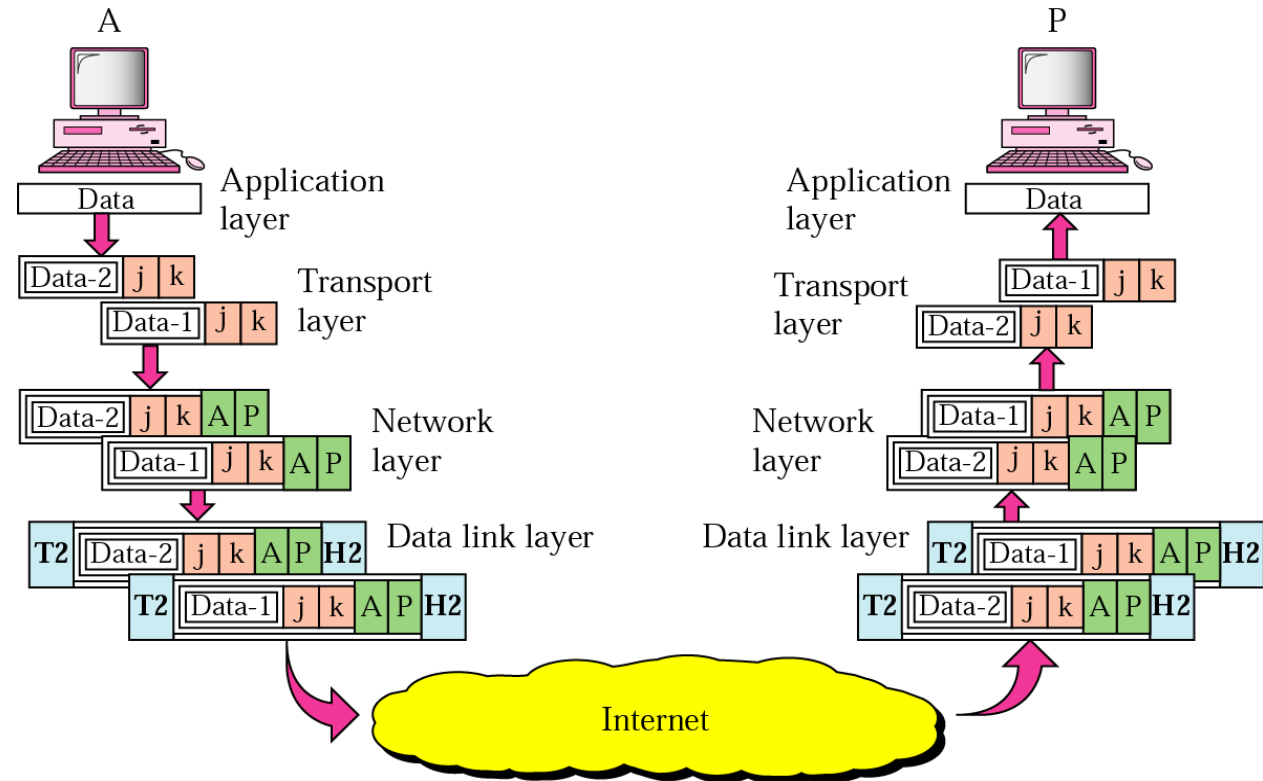 A
P
Data
Application
layer
Application
layer
Data
Data-2 j k
Transport
layer
Data-1 j k
Transport
layer
Data-1 j k
Data-2 j k
Data-2 j k A P
Network
layer
Data-1 j k A P
Network
layer
Data-1 j k A P
Data-2 j k A P
T2 Data-2 j k A P H2
Data link layer
T2 Data-1 j k A P H2
Data link layer
T2 Data-1 j k A P H2
T2 Data-2 j k A P H2
Internet